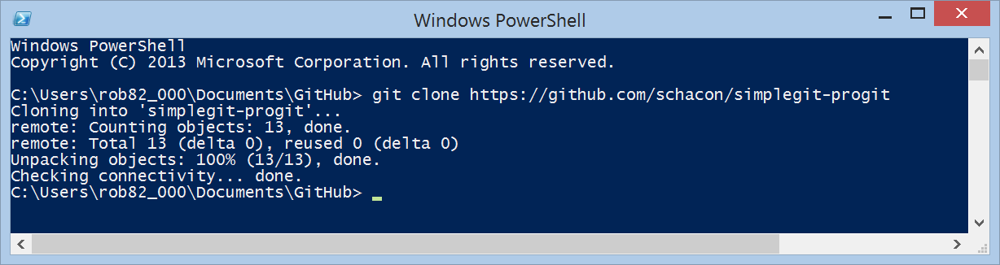 Windows PowerShell
Windows PowerShell
Copyright (C) 2013 Microsoft Corporation. All rights reserved.
C:\Users\rob82_000\Documents\GitHub> git clone https://github.com/schacon/simplegit-progit
Cloning into 'simplegit-progit'...
remote: Counting objects: 13, done.
remote: Total 13 (delta 0), reused 0 (delta 0)
Unpacking objects: 100% (13/13), done.
Checking connectivity... done.
C:\Users\rob82_000\Documents\GitHub>